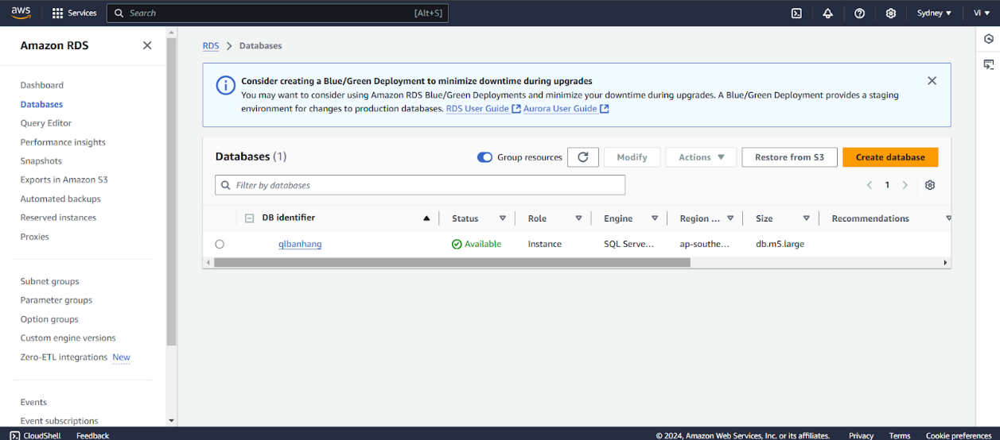 aws
Services
Search
[Alt+S]
Sydney
Vi
Amazon RDS
Dashboard
Databases
Query Editor
Performance insights
Snapshots
Exports in Amazon S3
Automated backups
Reserved instances
Proxies
Subnet groups
Parameter groups
Option groups
Custom engine versions
Zero-ETL integrations New
Events
Event subscriptions
RDS > Databases
Consider creating a Blue/Green Deployment to minimize downtime during upgrades
You may want to consider using Amazon RDS Blue/Green Deployments and minimize your downtime during upgrades. A Blue/Green Deployment provides a staging
environment for changes to production databases. RDS User Guide Aurora User Guide
Databases (1)
Group resources
Modify
Actions
Restore from S3
Create database
Filter by databases
1
DB identifier
Status
Role
Engine
Region ...
Size
Recommendations
qlbanhang
Available
Instance
SQL Serve...
ap-southe...
db.m5.large
CloudShell
Feedback
© 2024, Amazon Web Services, Inc. or its affiliates.
Privacy
Terms
Cookie preferences